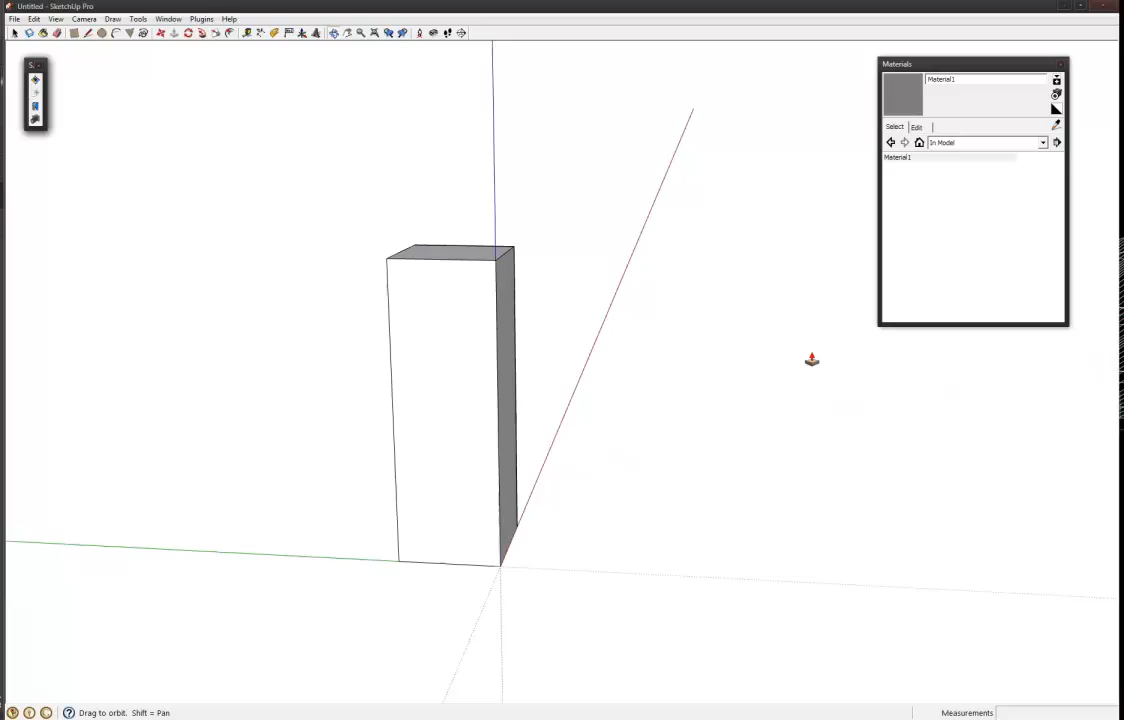 Untitled - SketchUp Pro
File Edit View Camera Draw Tools Window Plugins Help
Materials
Material1
Select Edit
In Model
Material1
Drag to orbit. Shift = Pan
Measurements